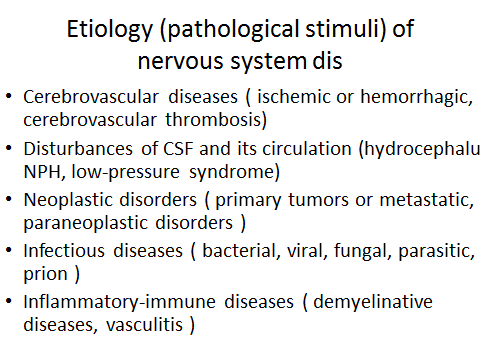 Etiology (pathological stimuli) of
nervous system dis
• Cerebrovascular diseases ( ischemic or hemorrhagic,
cerebrovascular thrombosis)
• Disturbances of CSF and its circulation (hydrocephalu
NPH, low-pressure syndrome)
• Neoplastic disorders ( primary tumors or metastatic,
paraneoplastic disorders )
• Infectious diseases ( bacterial, viral, fungal, parasitic,
prion )
• Inflammatory-immune diseases ( demyelinative
diseases, vasculitis )